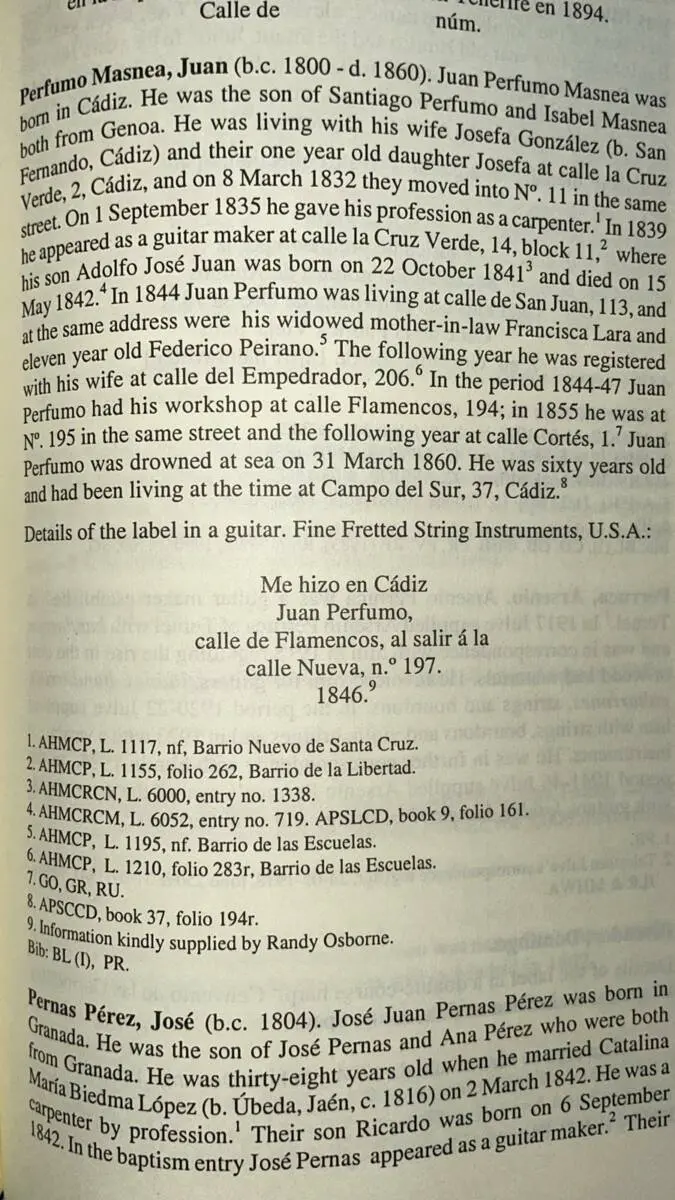 Calle de
en 1894.
núm.
Perfumo Masnea, Juan (b.c. 1800 - d. 1860). Juan Perfumo Masnea was
born in Cádiz. He was the son of Santiago Perfumo and Isabel Masnea
both from Genoa. He was living with his wife Josefa González (b. San
Fernando, Cádiz) and their one year old daughter Josefa at calle la Cruz
Verde, 2, Cádiz, and on 8 March 1832 they moved into Nº. 11 in the same
street. On 1 September 1835 he gave his profession as a carpenter.¹ In 1839
he appeared as a guitar maker at calle la Cruz Verde, 14, block 11,² where
his son Adolfo José Juan was born on 22 October 1841³ and died on 15
May 1842.⁴ In 1844 Juan Perfumo was living at calle de San Juan, 113, and
at the same address were his widowed mother-in-law Francisca Lara and
eleven year old Federico Peirano.⁵ The following year he was registered
with his wife at calle del Empedrador, 206.⁶ In the period 1844-47 Juan
Perfumo had his workshop at calle Flamencos, 194; in 1855 he was at
Nº. 195 in the same street and the following year at calle Cortés, 1.⁷ Juan
Perfumo was drowned at sea on 31 March 1860. He was sixty years old
and had been living at the time at Campo del Sur, 37, Cádiz.⁸
Details of the label in a guitar. Fine Fretted String Instruments, U.S.A.:
Me hizo en Cádiz
Juan Perfumo,
calle de Flamencos, al salir á la
calle Nueva, n.º 197.
1846.⁹
1. AHMCP, L. 1117, nf, Barrio Nuevo de Santa Cruz.
2. AHMCP, L. 1155, folio 262, Barrio de la Libertad.
3. AHMCRCN, L. 6000, entry no. 1338.
4. AHMCRCM, L. 6052, entry no. 719. APSLCD, book 9, folio 161.
5. AHMCP, L. 1195, nf. Barrio de las Escuelas.
6. AHMCP, L. 1210, folio 283r, Barrio de las Escuelas.
7. GO, GR, RU.
8. APSCCD, book 37, folio 194r.
9. Information kindly supplied by Randy Osborne.
Bib: BL (I), PR.
Pernas Pérez, José (b.c. 1804). José Juan Pernas Pérez was born in
Granada. He was the son of José Pernas and Ana Pérez who were both
from Granada. He was thirty-eight years old when he married Catalina
María Biedma López (b. Úbeda, Jaén, c. 1816) on 2 March 1842. He was a
carpenter by profession.¹ Their son Ricardo was born on 6 September
1842. In the baptism entry José Pernas appeared as a guitar maker.² Their